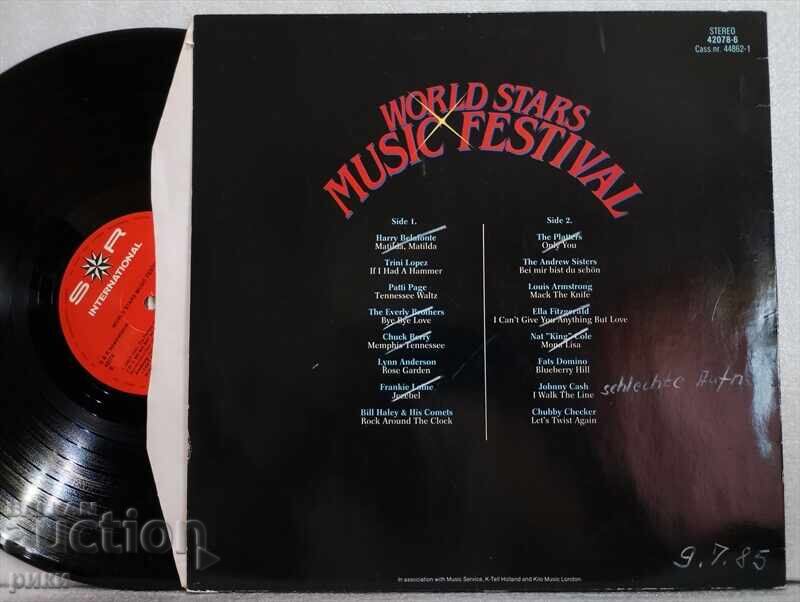 STEREO
42078-6
Cass nr. 44862-1
WORLD STARS
MUSIC FESTIVAL
Side 1.
Harry Belafonte
Matilda, Matilda
Trini Lopez
If I Had A Hammer
Patti Page
Tennessee Waltz
The Everly Brothers
Bye Bye Love
Chuck Berry
Memphis Tennessee
Lynn Anderson
Rose Garden
Frankie Laine
Jezebel
Bill Haley & His Comets
Rock Around The Clock
Side 2.
The Platters
Only You
The Andrew Sisters
Bei mir bist du schön
Louis Armstrong
Mack The Knife
Ella Fitzgerald
I Can't Give You Anything But Love
Nat "King" Cole
Mona Lisa
Fats Domino
Blueberry Hill
Johnny Cash
I Walk The Line
Chubby Checker
Let's Twist Again
schlechte
9.7.85
In association with Music Service, K-Tell Holland and Kilo Music London.
S R
INTERNATIONAL
auction
рики